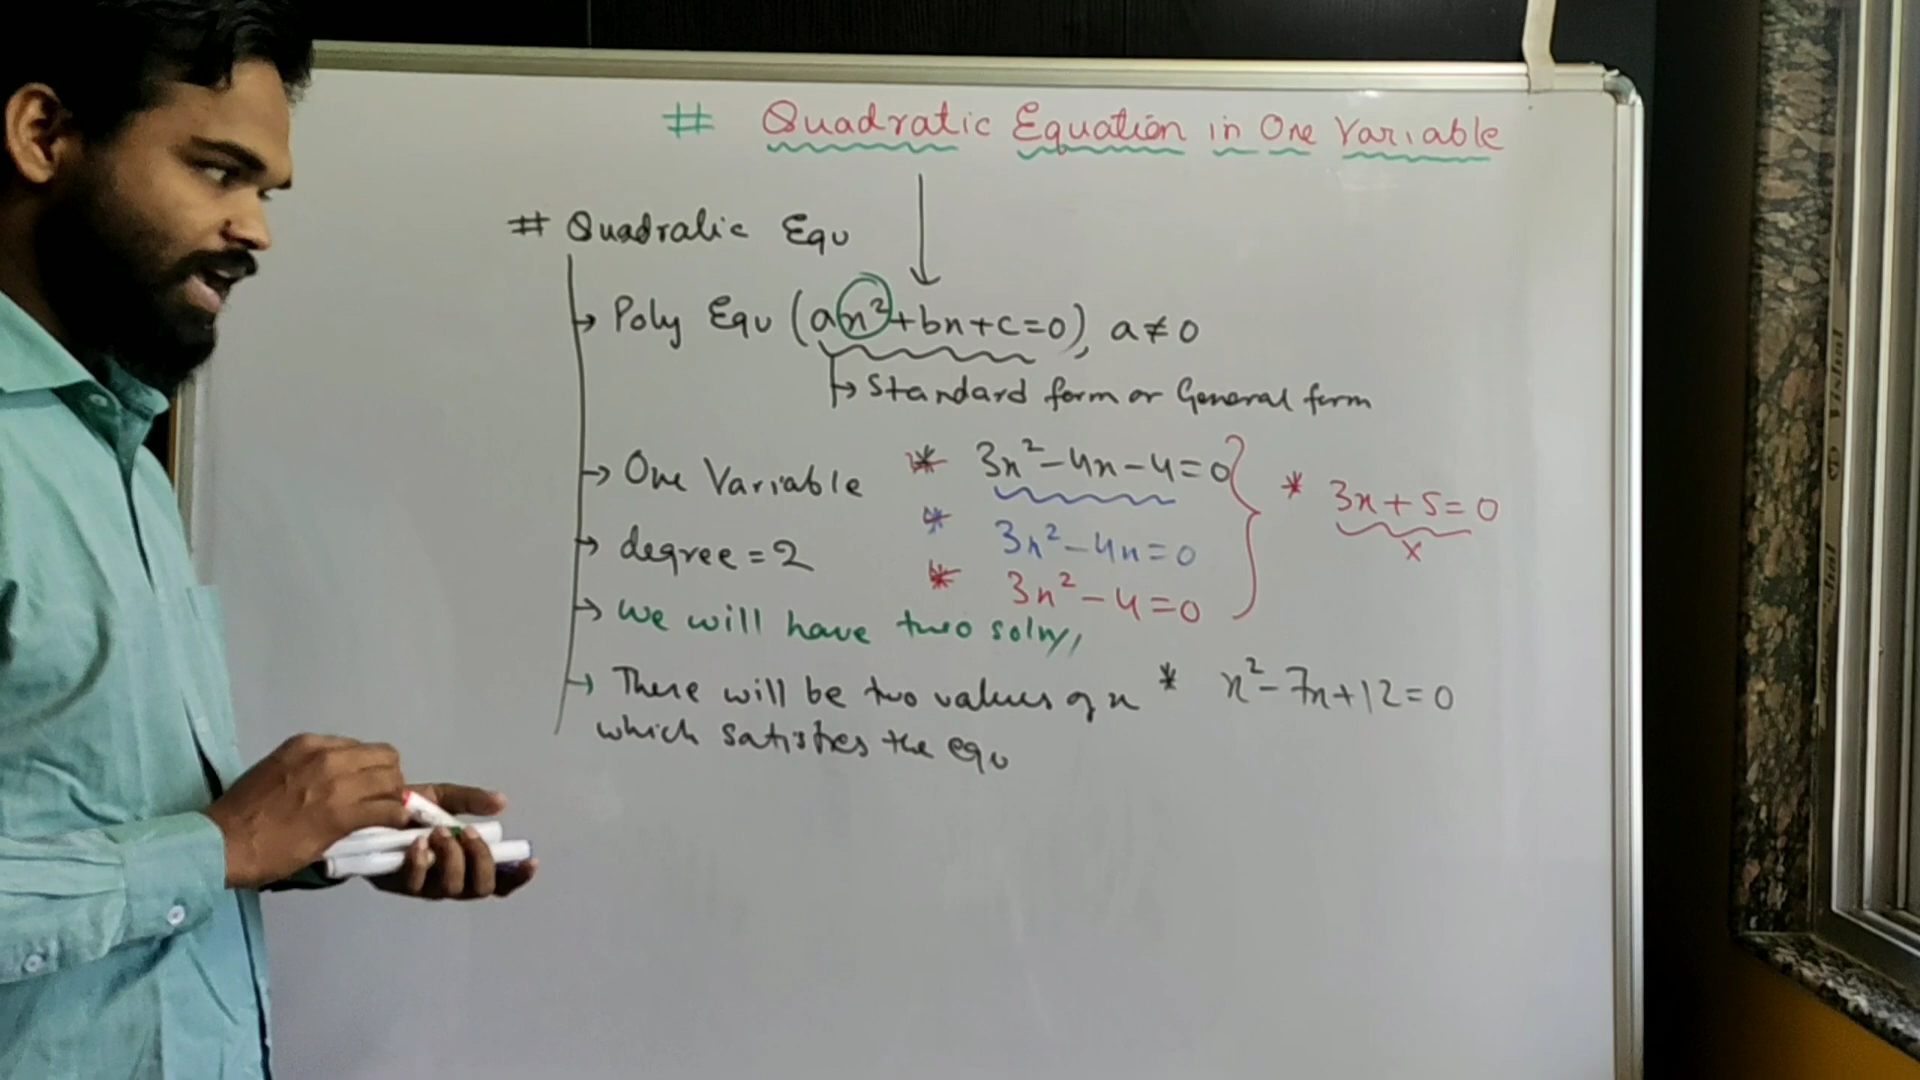 # Quadratic Equation in One Variable
# Quadratic Equ
→ Poly Equ (ax²+bx+c=0), a≠0
→ Standard form or General form
→ One Variable * 3x²-4x-4=0
* 3x+5=0
x
* 3x²-4x=0
→ degree=2
* 3x²-4=0
→ we will have two soln,
→ There will be two values of x * x²-7x+12=0
which satisfies the equ